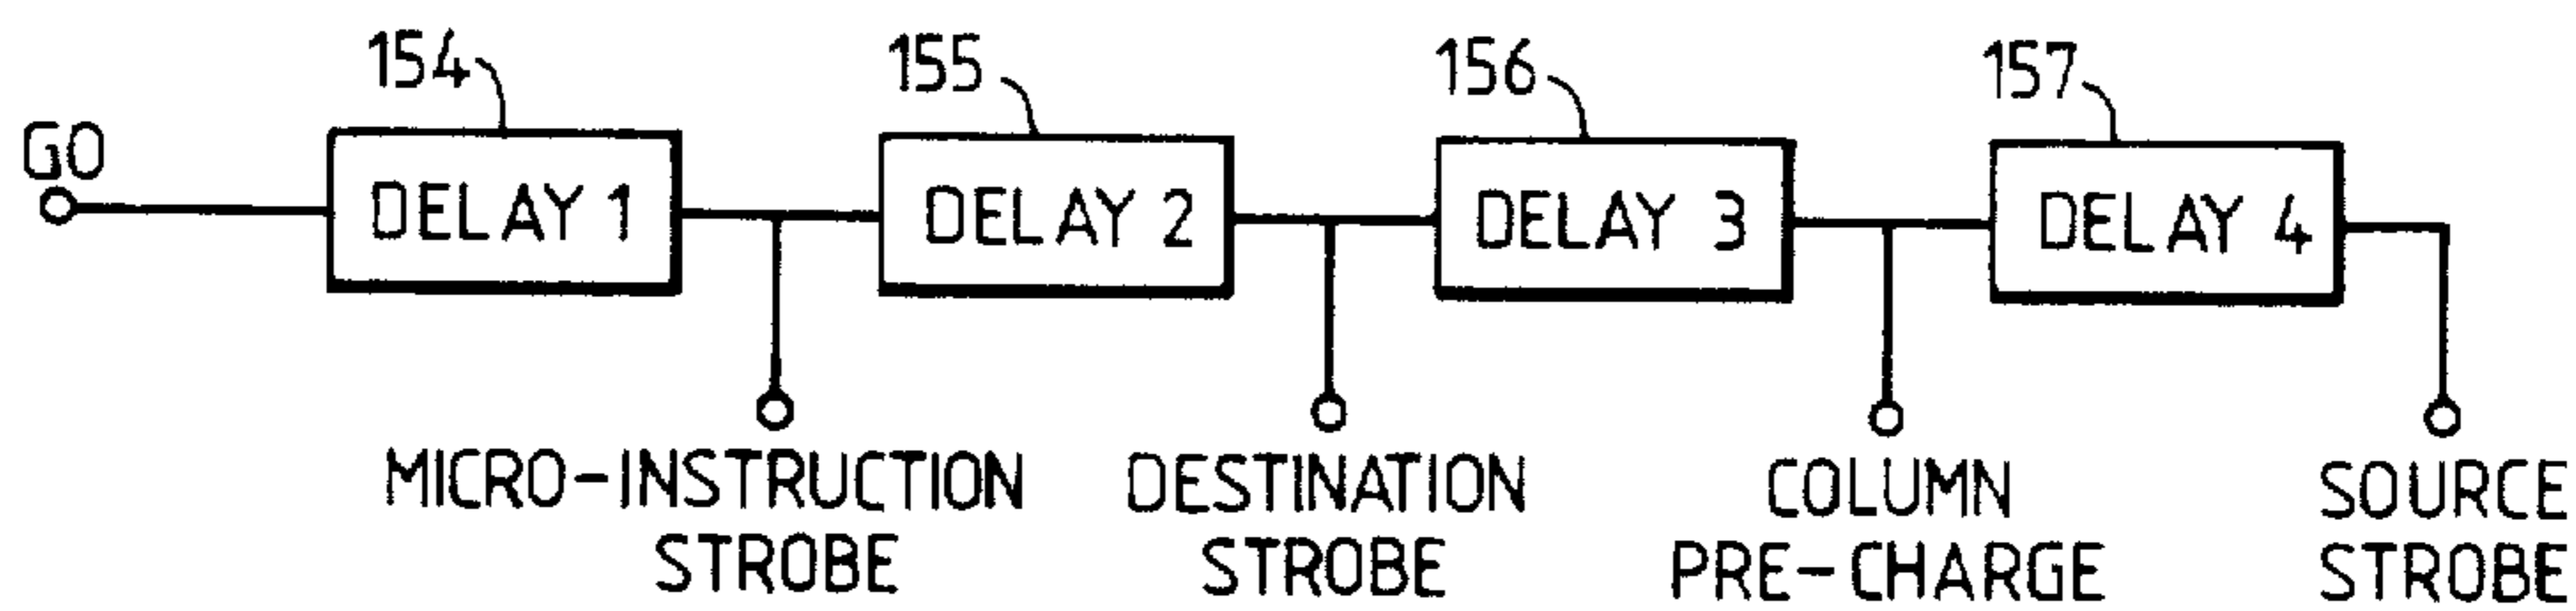 154
155
156
157
GO
DELAY 1
DELAY 2
DELAY 3
DELAY 4
MICRO-INSTRUCTION
STROBE
DESTINATION
STROBE
COLUMN
PRE-CHARGE
SOURCE
STROBE